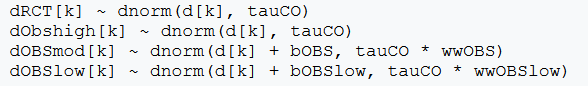 dRCT[k] ~ dnorm(d[k], tauCO)
dObshigh[k] ~ dnorm(d[k], tauCO)
dOBSmod[k] ~ dnorm(d[k] + bOBS, tauCO * wwOBS)
dOBSlow[k] ~ dnorm(d[k] + bOBSlow, tauCO * wwOBSlow)